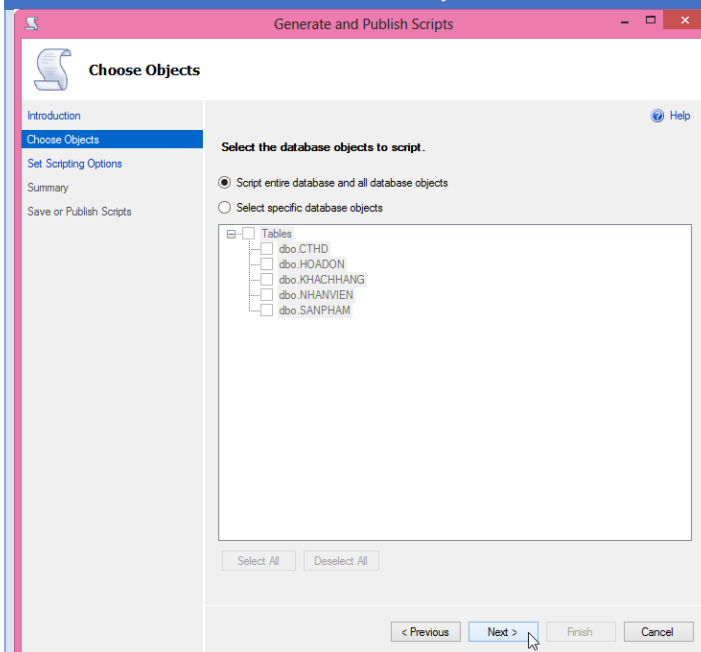 Generate and Publish Scripts
Choose Objects
Introduction
Choose Objects
Set Scripting Options
Summary
Save or Publish Scripts
Help
Select the database objects to script.
Script entire database and all database objects
Select specific database objects
Tables
dbo.CTHD
dbo.HOADON
dbo.KHACHHANG
dbo.NHANVIEN
dbo.SANPHAM
Select All Deselect All
< Previous Next > Finish Cancel